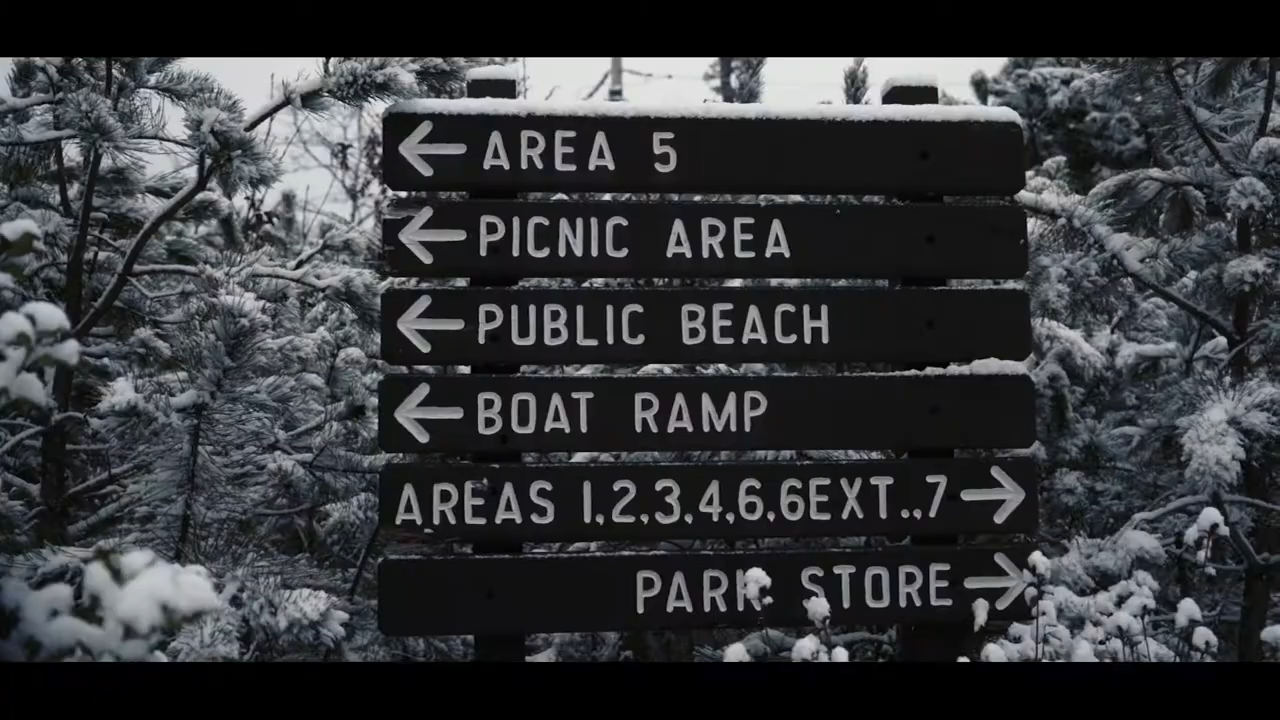 ← AREA 5
← PICNIC AREA
← PUBLIC BEACH
← BOAT RAMP
AREAS 1,2,3,4,6,6EXT.,7 →
PARK STORE →